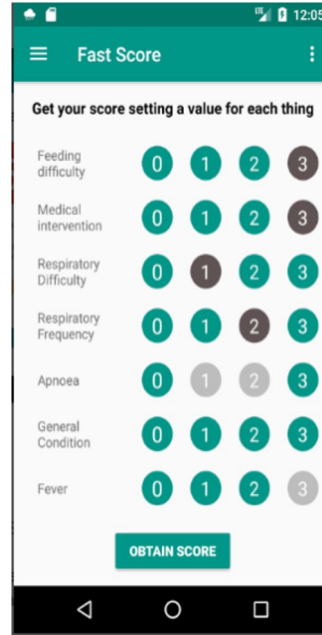 LTE 12:05
Fast Score
Get your score setting a value for each thing
Feeding
difficulty
0 1 2 3
Medical
intervention
0 1 2 3
Respiratory
Difficulty
0 1 2 3
Respiratory
Frequency
0 1 2 3
Apnoea
0 1 2 3
General
Condition
0 1 2 3
Fever
0 1 2 3
OBTAIN SCORE